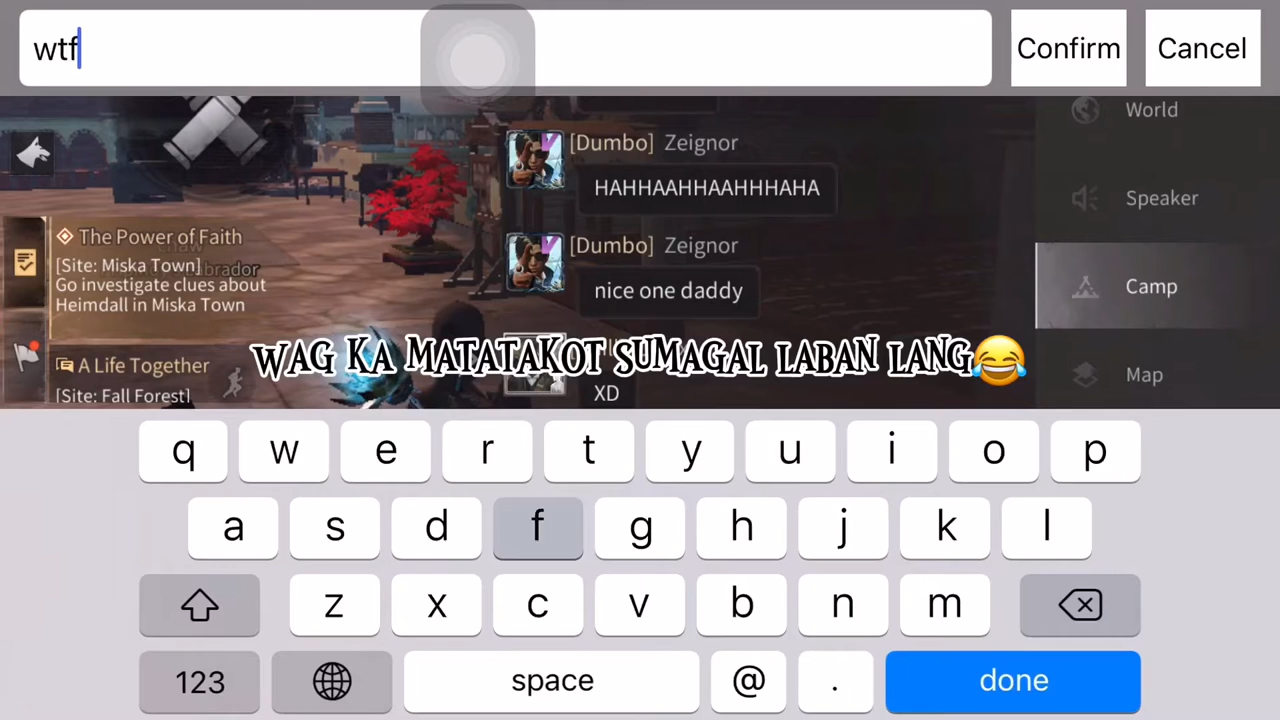 wtf
Confirm
Cancel
World
[Dumbo] Zeignor
HAHHAAHHAAHHHAHA
Speaker
The Power of Faith
[Site: Miska Town]
Go investigate clues about
Heimdall in Miska Town
[Dumbo] Zeignor
nice one daddy
Camp
WAG KA MATATAKOT SUMAGAL LABAN LANG😂
A Life Together
[Site: Fall Forest]
XD
Map
q w e r t y u i o p
a s d f g h j k l
z x c v b n m
123
space
@
.
done